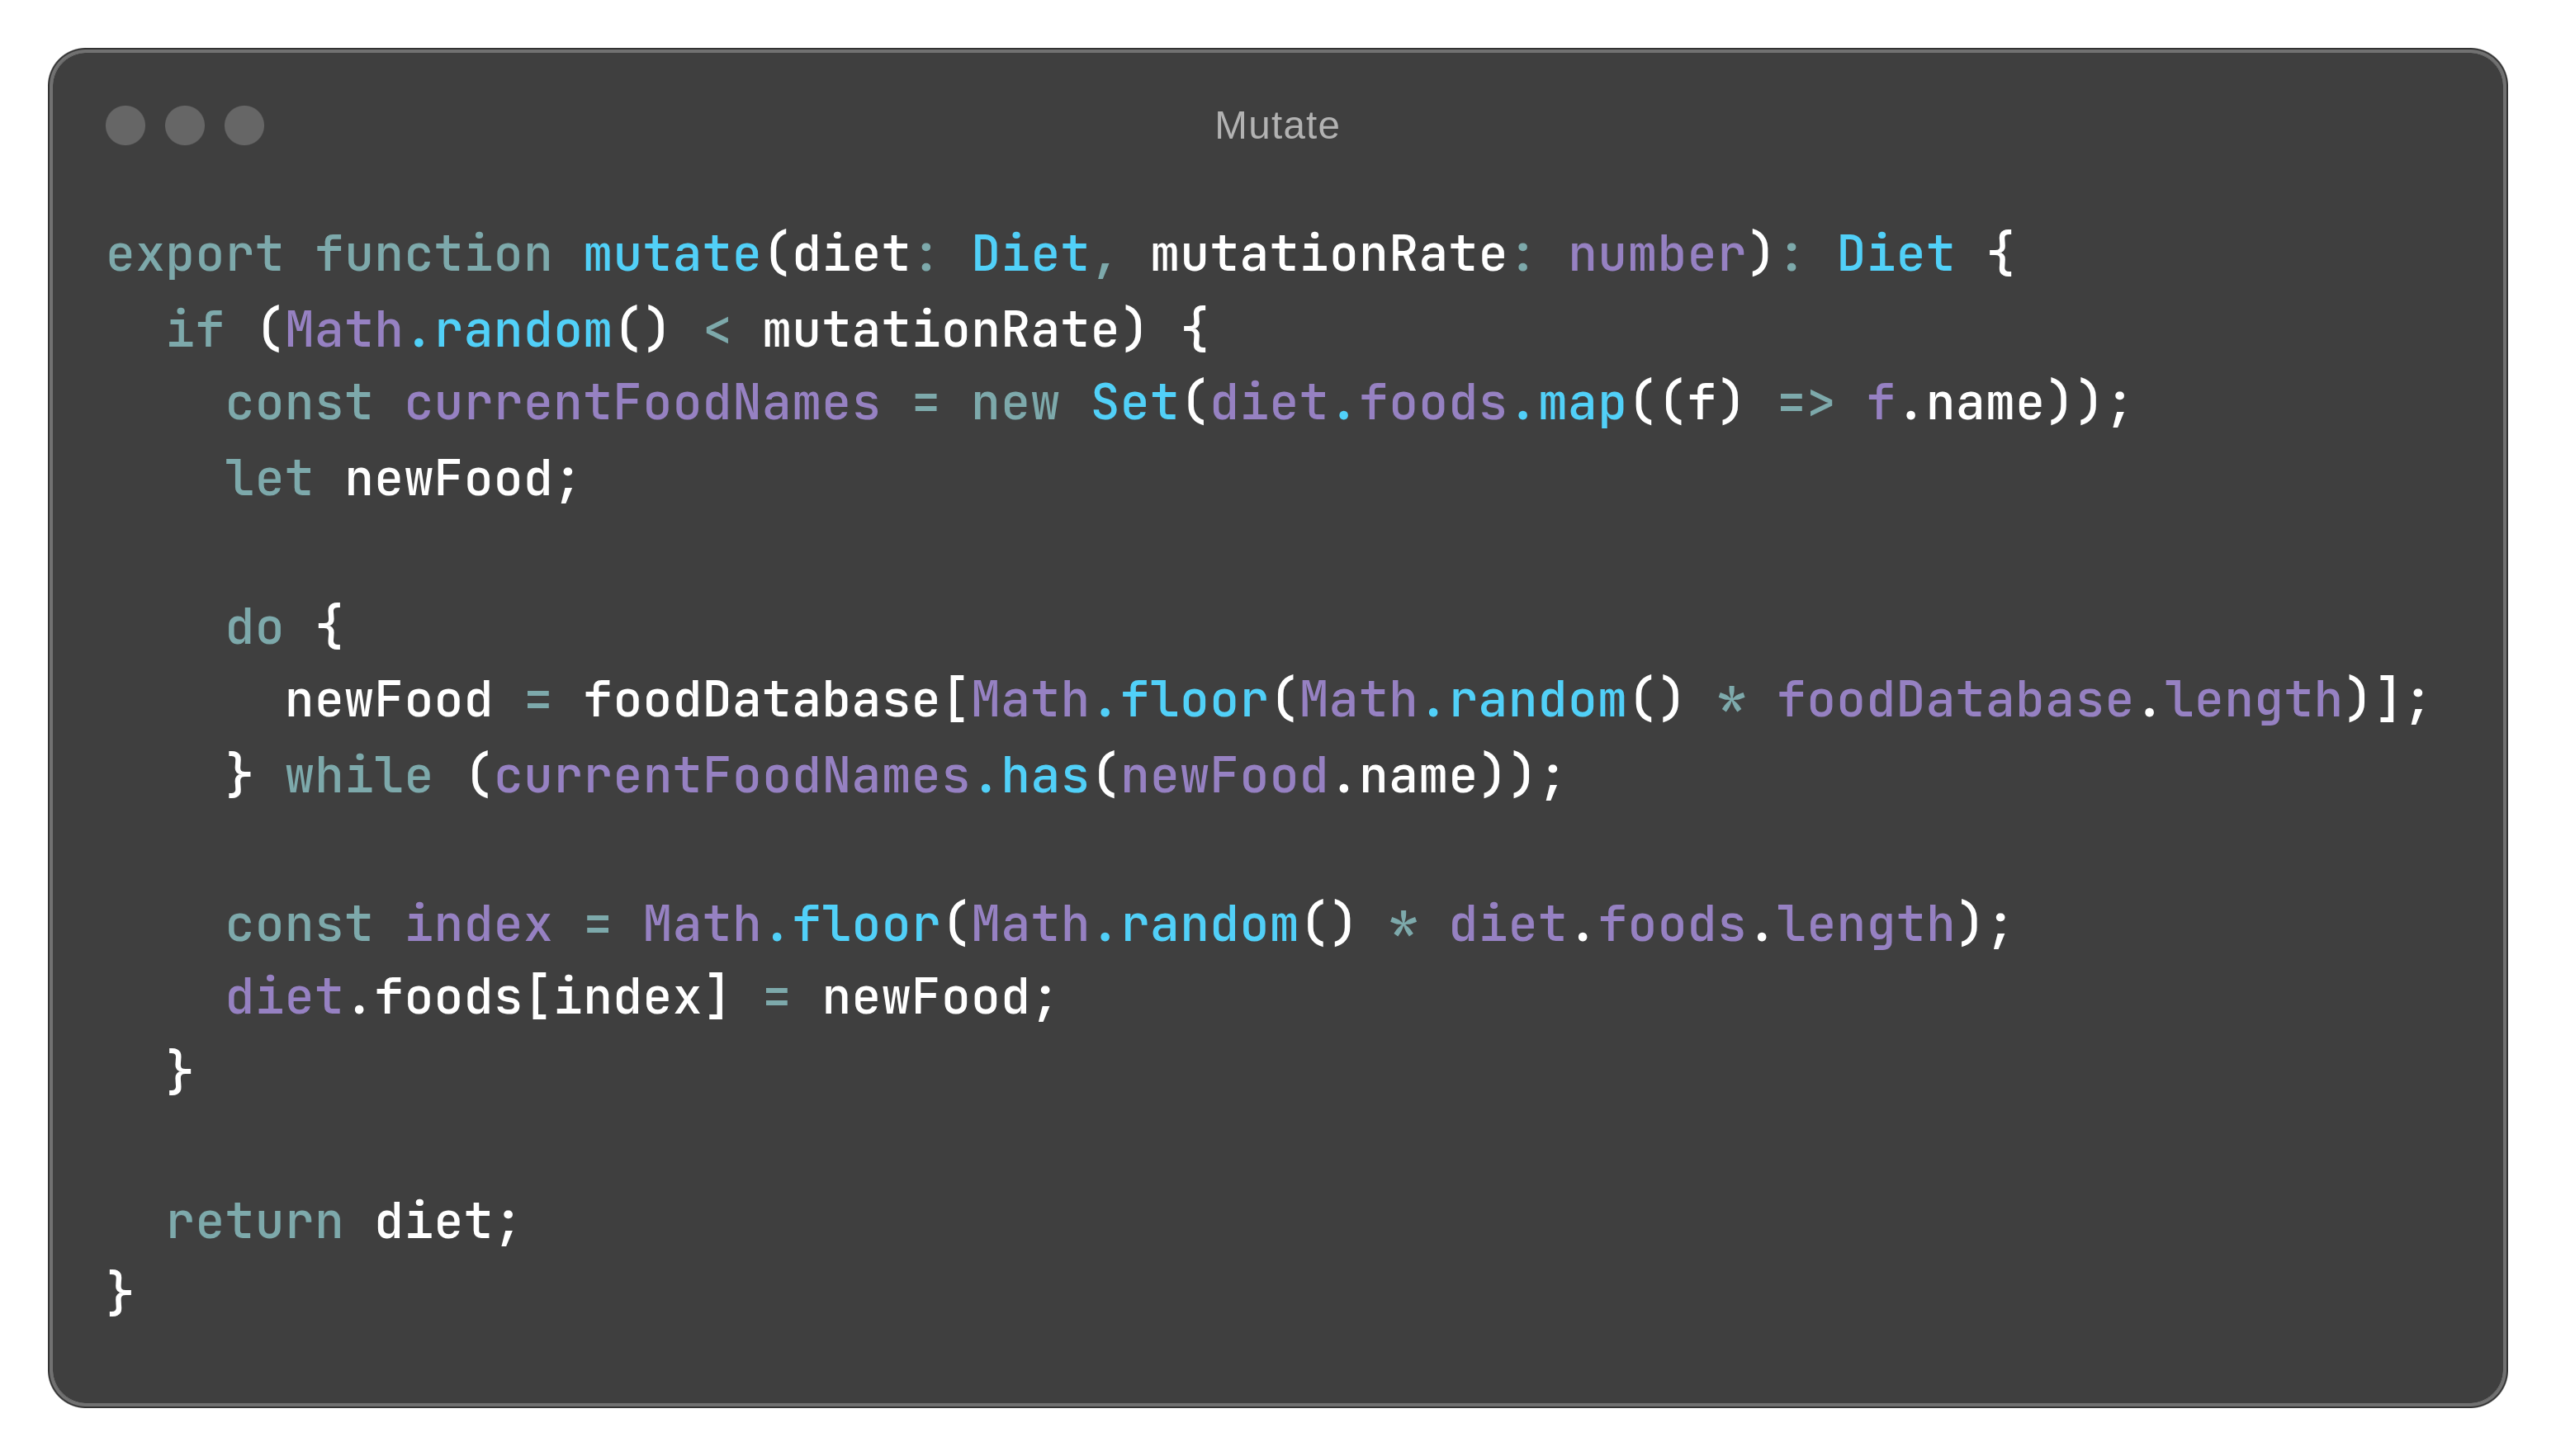 Mutate
export function mutate(diet: Diet, mutationRate: number): Diet {
  if (Math.random() < mutationRate) {
    const currentFoodNames = new Set(diet.foods.map((f) => f.name));
    let newFood;

    do {
      newFood = foodDatabase[Math.floor(Math.random() * foodDatabase.length)];
    } while (currentFoodNames.has(newFood.name));

    const index = Math.floor(Math.random() * diet.foods.length);
    diet.foods[index] = newFood;
  }

  return diet;
}